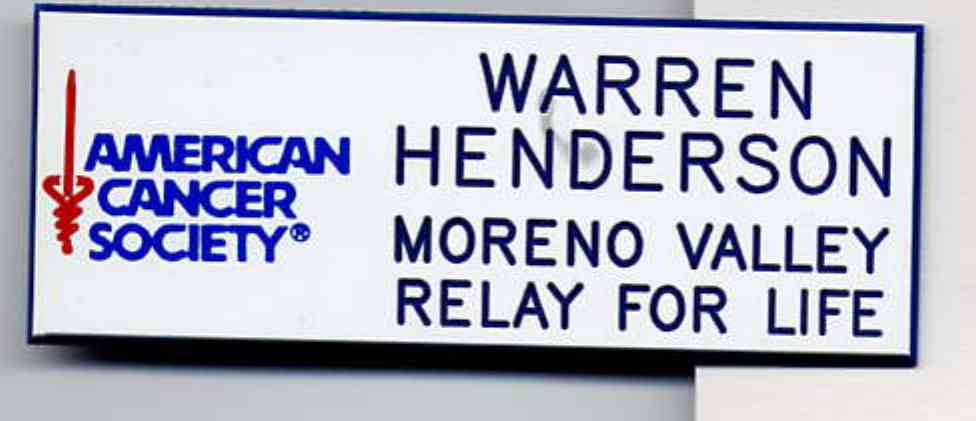 AMERICAN
CANCER
SOCIETY®
WARREN
HENDERSON
MORENO VALLEY
RELAY FOR LIFE